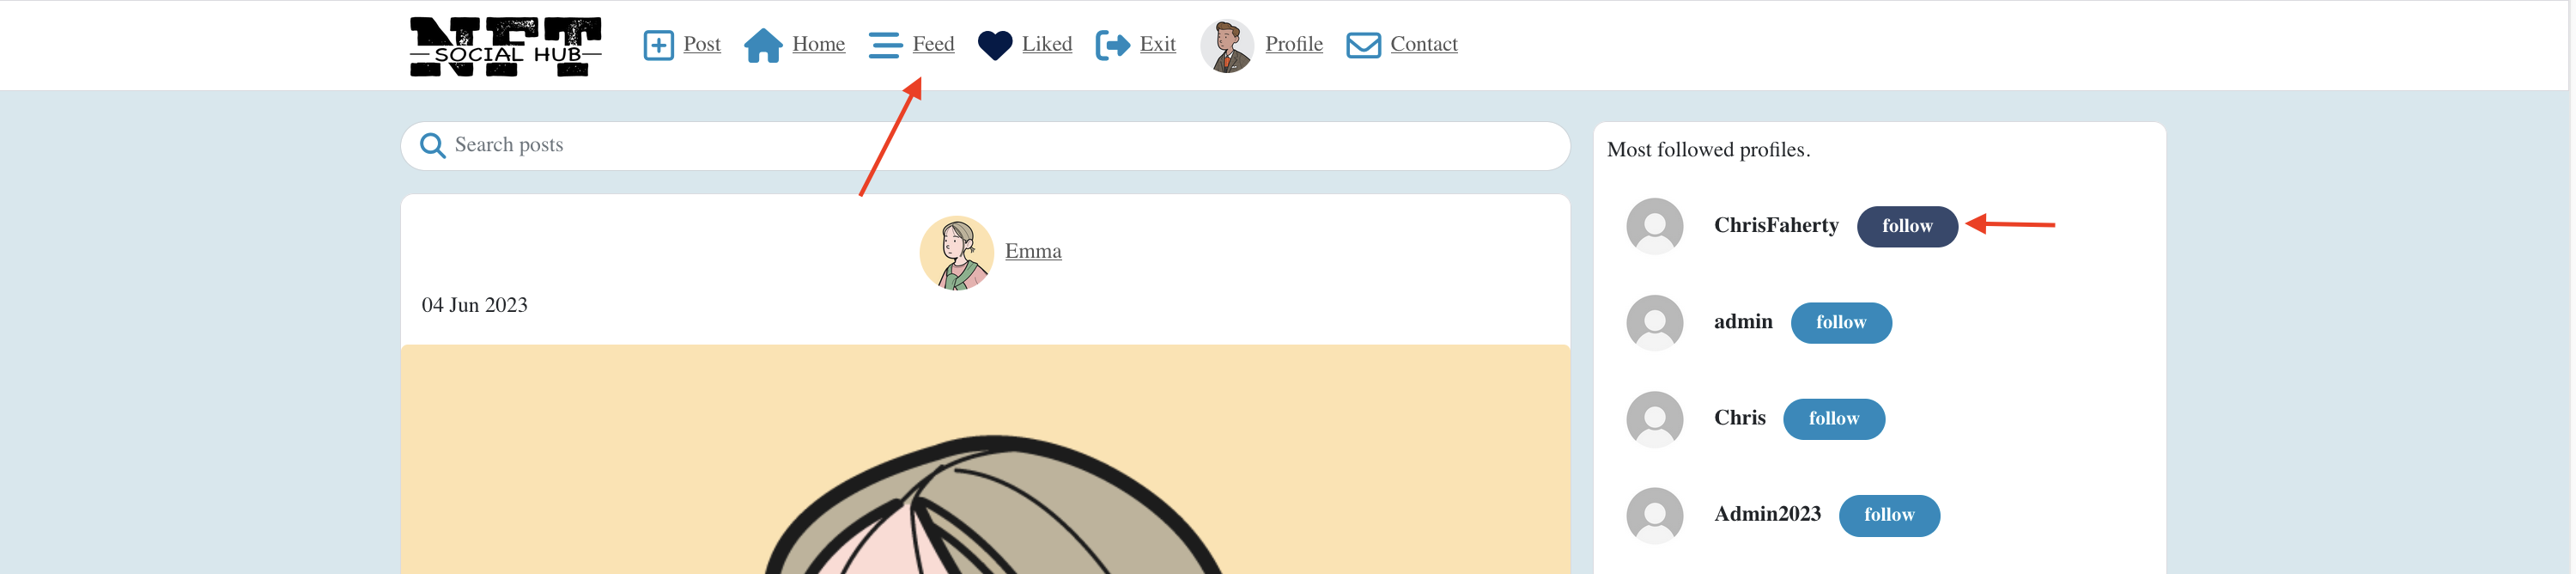 NFT
SOCIAL HUB
Post Home Feed Liked Exit Profile Contact
Search posts
Emma
04 Jun 2023
Most followed profiles.
ChrisFaherty follow
admin follow
Chris follow
Admin2023 follow